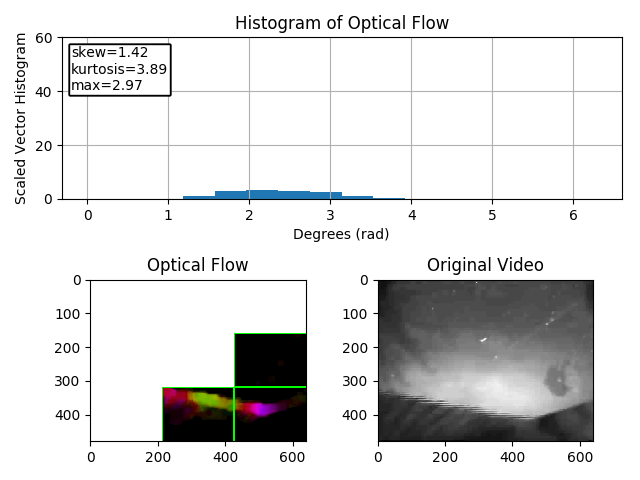 Histogram of Optical Flow
60
40
20
0
Scaled Vector Histogram
skew=1.42
kurtosis=3.89
max=2.97
0 1 2 3 4 5 6
Degrees (rad)
Optical Flow
0
100
200
300
400
0 200 400 600
Original Video
0
100
200
300
400
0 200 400 600